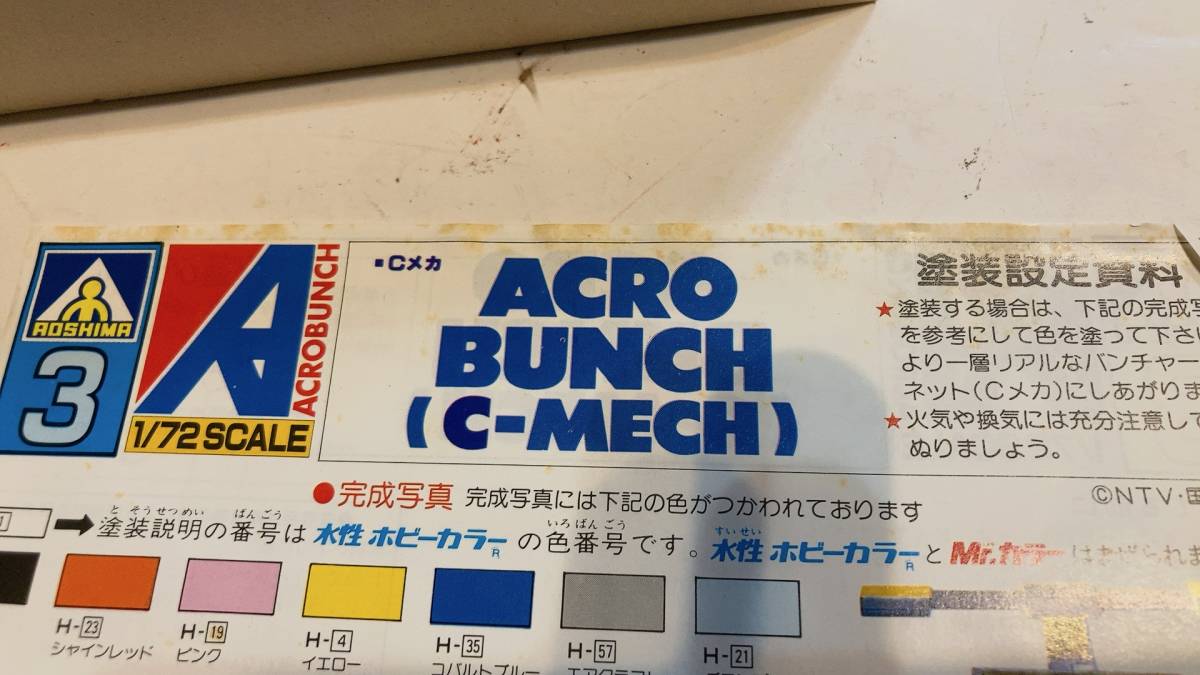 AOSHIMA
3
ACROBUNCH
1/72 SCALE
■Cメカ
ACRO
BUNCH
(C-MECH)
塗装設定資料
★塗装する場合は、下記の完成写
を参考にして色を塗って下さい
より一層リアルなバンチャー
ネット(Cメカ)にしあがりま
★火気や換気には充分注意して
ぬりましょう。
©NTV・
●完成写真 完成写真には下記の色がつかわれております
と そうせつめい ばんごう いろばんごう すいせい
➡塗装説明の番号は水性ホビーカラーR の色番号です。水性ホビーカラーR と Mr.カラー はまぜられま
H-23 H-19 H-4 H-35 H-57 H-21
シャインレッド ピンク イエロー コバルトブルー